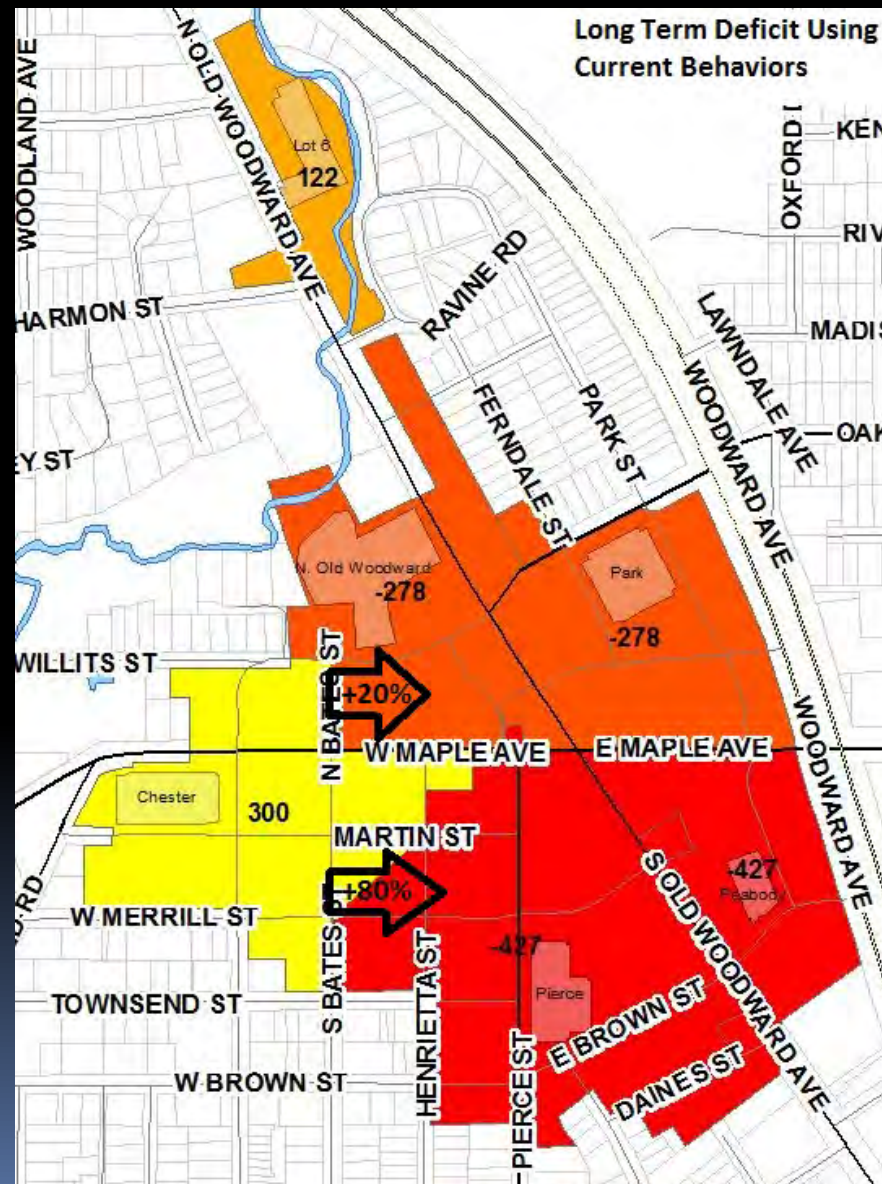 Long Term Deficit Using
Current Behaviors
N OLD WOODWARD AVE
WOODLAND AVE
OXFORD
KEN
Lot 6
122
RIV
HARMON ST
RAVINE RD
LAWNDALE AVE
MADIS
FERNDALE ST
PARK ST
WOODWARD AVE
OAK
EY ST
N. Old Woodward
-278
Park
-278
WILLITS ST
N BATES ST
+20%
WOODWARD AVE
W MAPLE AVE
E MAPLE AVE
Chester
300
MARTIN ST
+80%
S OLD WOODWARD AVE
-427
Peabody
D RD
W MERRILL ST
S BATES ST
HENRIETTA ST
-427
Pierce
TOWNSEND ST
E BROWN ST
W BROWN ST
PIERCE ST
DAINES ST